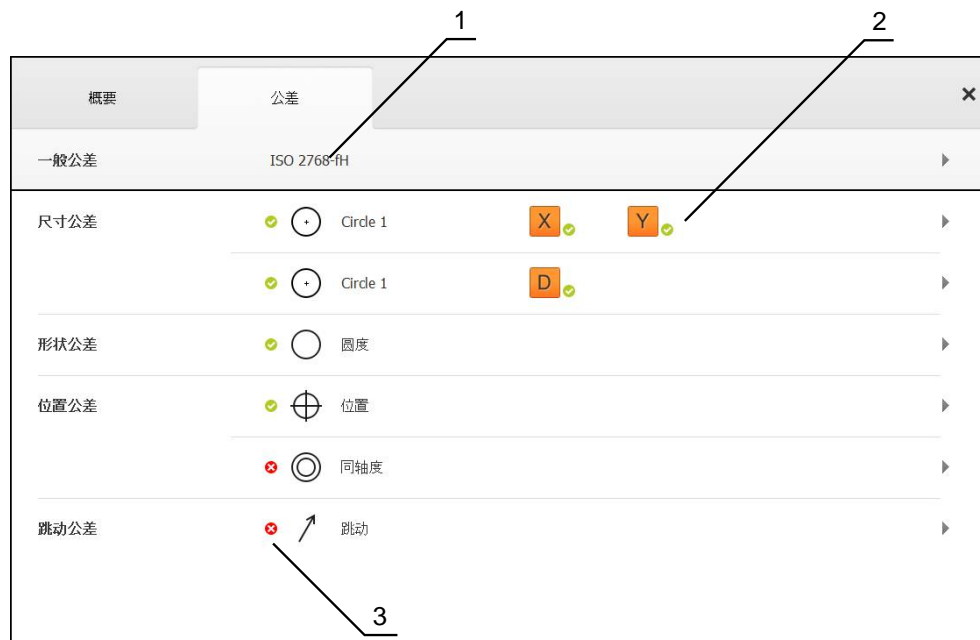 1
2
概要
公差
一般公差
ISO 2768-fH
尺寸公差
Circle 1
X
Y
Circle 1
D
形状公差
圆度
位置公差
位置
同轴度
跳动公差
跳动
3